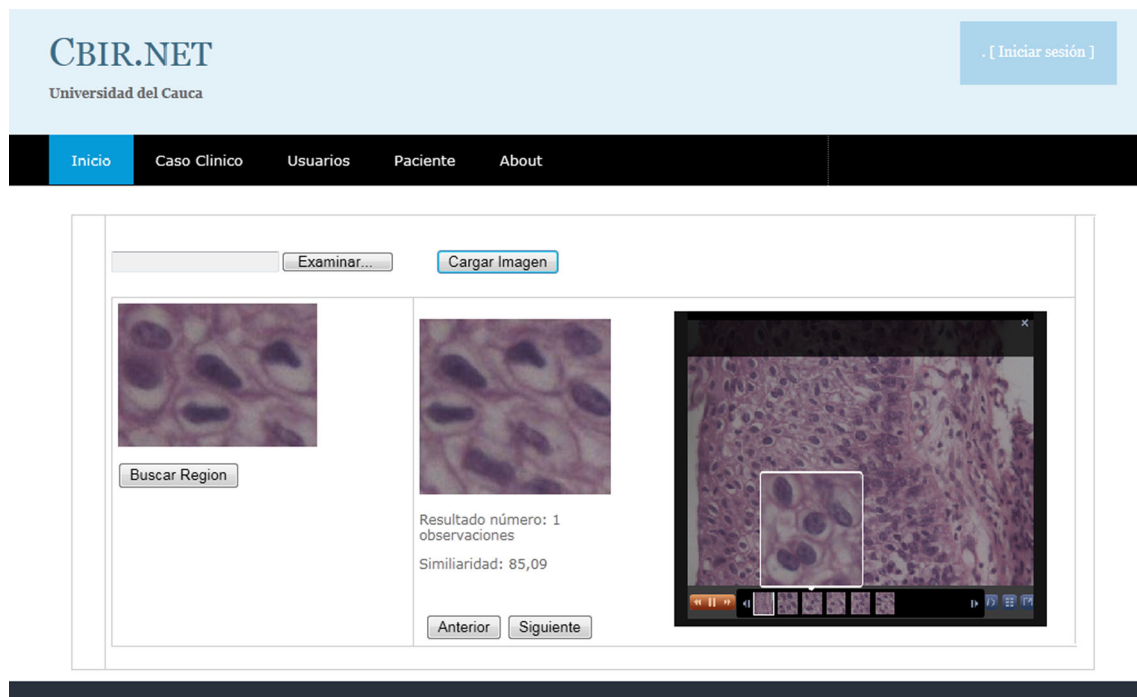 CBIR.NET
Universidad del Cauca
. [ Iniciar sesión ]
Inicio
Caso Clinico
Usuarios
Paciente
About
Examinar...
Cargar Imagen
Buscar Region
Resultado número: 1
observaciones
Similiaridad: 85,09
Anterior
Siguiente